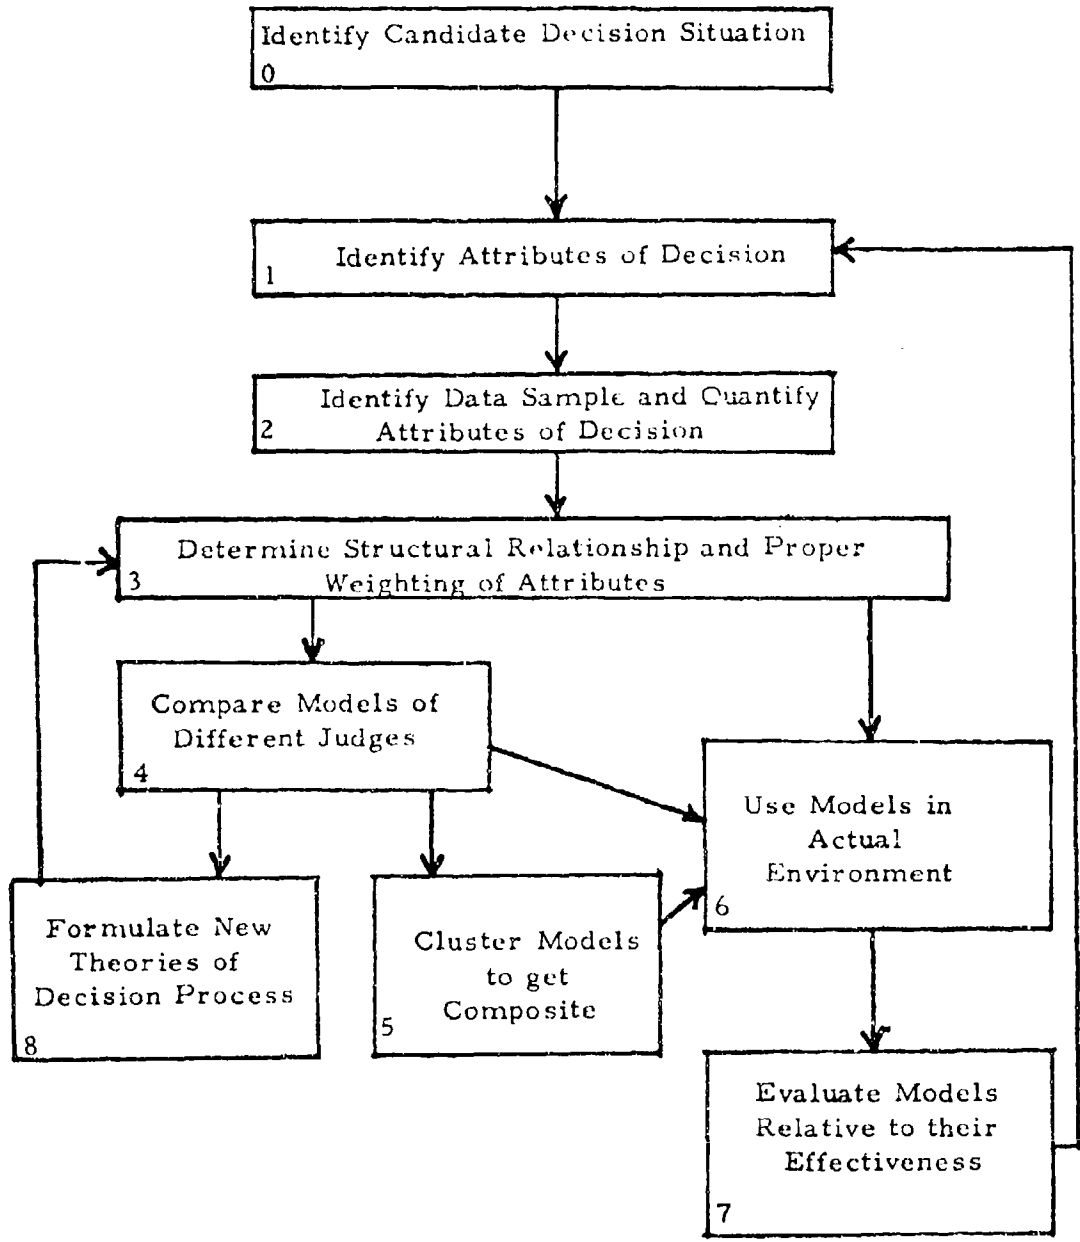 Identify Candidate Decision Situation
0
Identify Attributes of Decision
1
Identify Data Sample and Quantify
2
Attributes of Decision
Determine Structural Relationship and Proper
3
Weighting of Attributes
Compare Models of
Different Judges
4
Use Models in
Actual
Environment
6
Formulate New
Theories of
Decision Process
8
Cluster Models
to get
Composite
5
Evaluate Models
Relative to their
Effectiveness
7